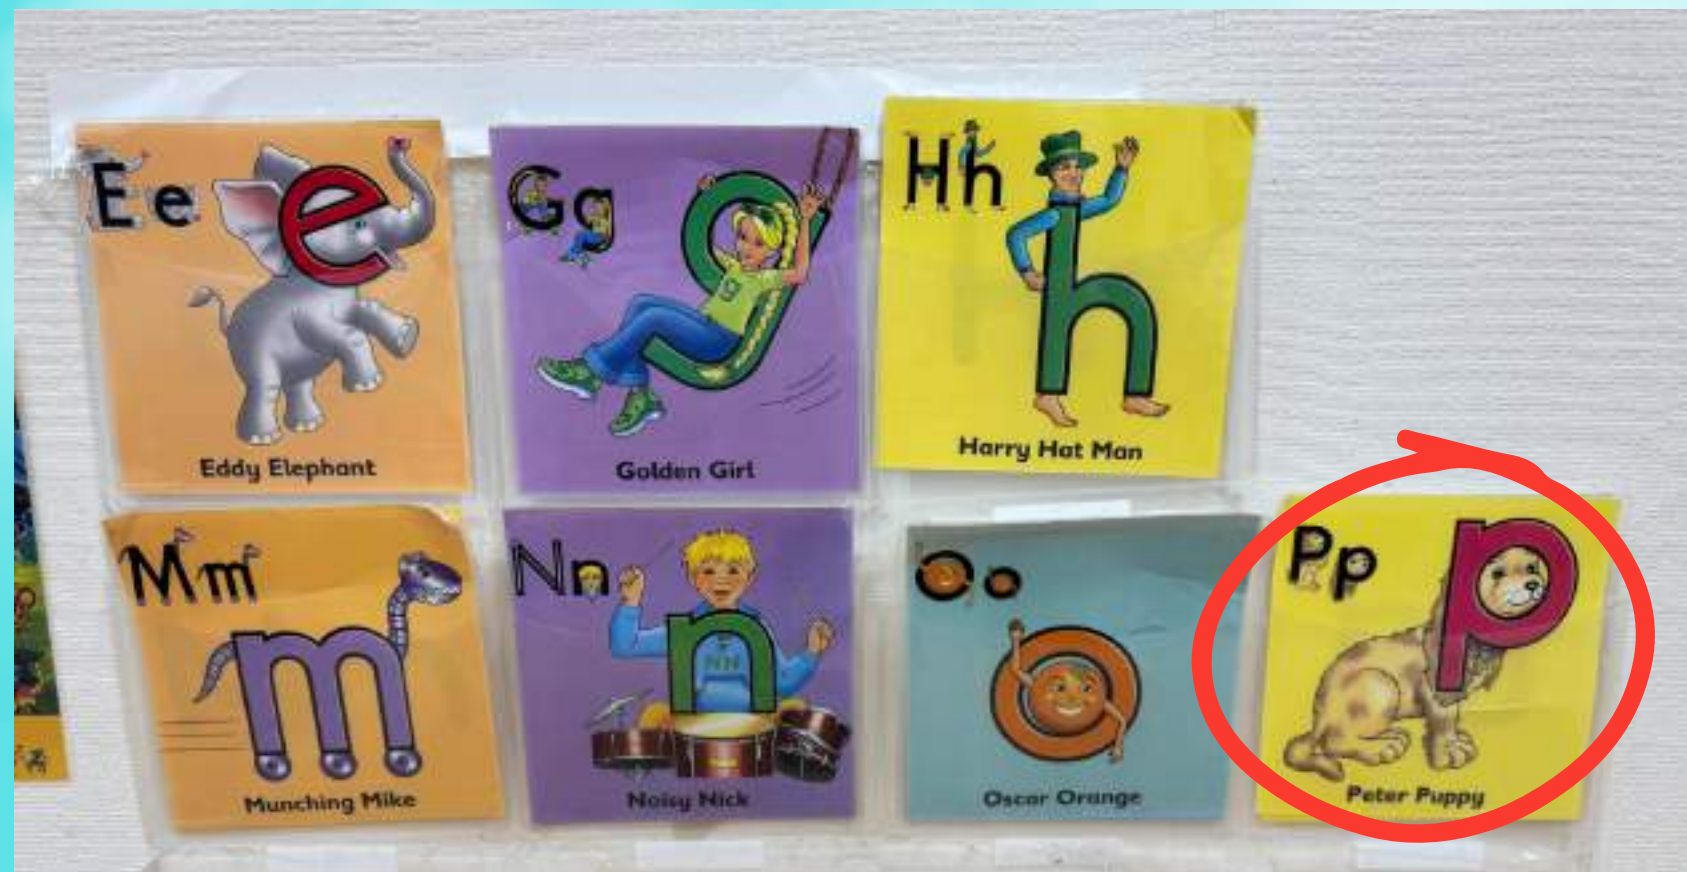 Ee
e
Eddy Elephant
Gg
g
g
Golden Girl
Hh
h
Harry Hat Man
Mm
m
Munching Mike
Nn
n
NN
Noisy Nick
Oo
o
Oscar Orange
Pp
p
Peter Puppy